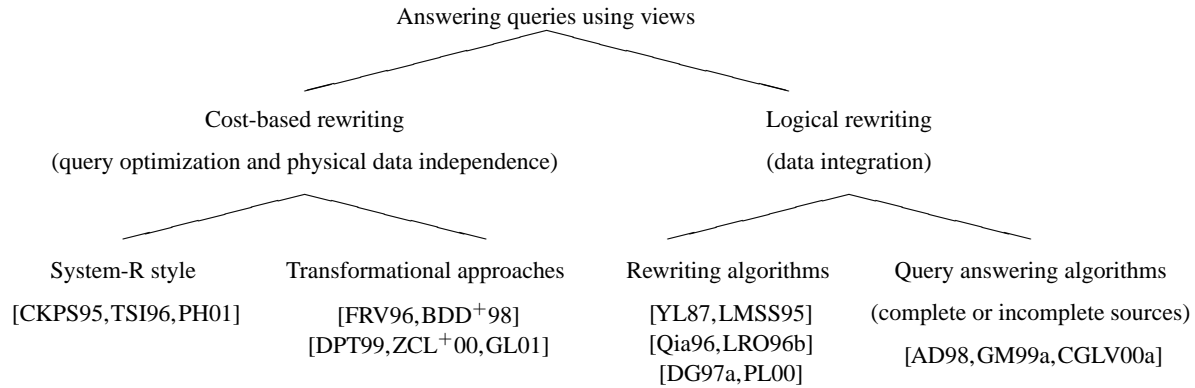 Answering queries using views
Cost-based rewriting
(query optimization and physical data independence)
Logical rewriting
(data integration)
System-R style
[CKPS95,TSI96,PH01]
Transformational approaches
[FRV96,BDD+98]
[DPT99,ZCL+00,GL01]
Rewriting algorithms
[YL87,LMSS95]
[Qia96,LRO96b]
[DG97a,PL00]
Query answering algorithms
(complete or incomplete sources)
[AD98,GM99a,CGLV00a]